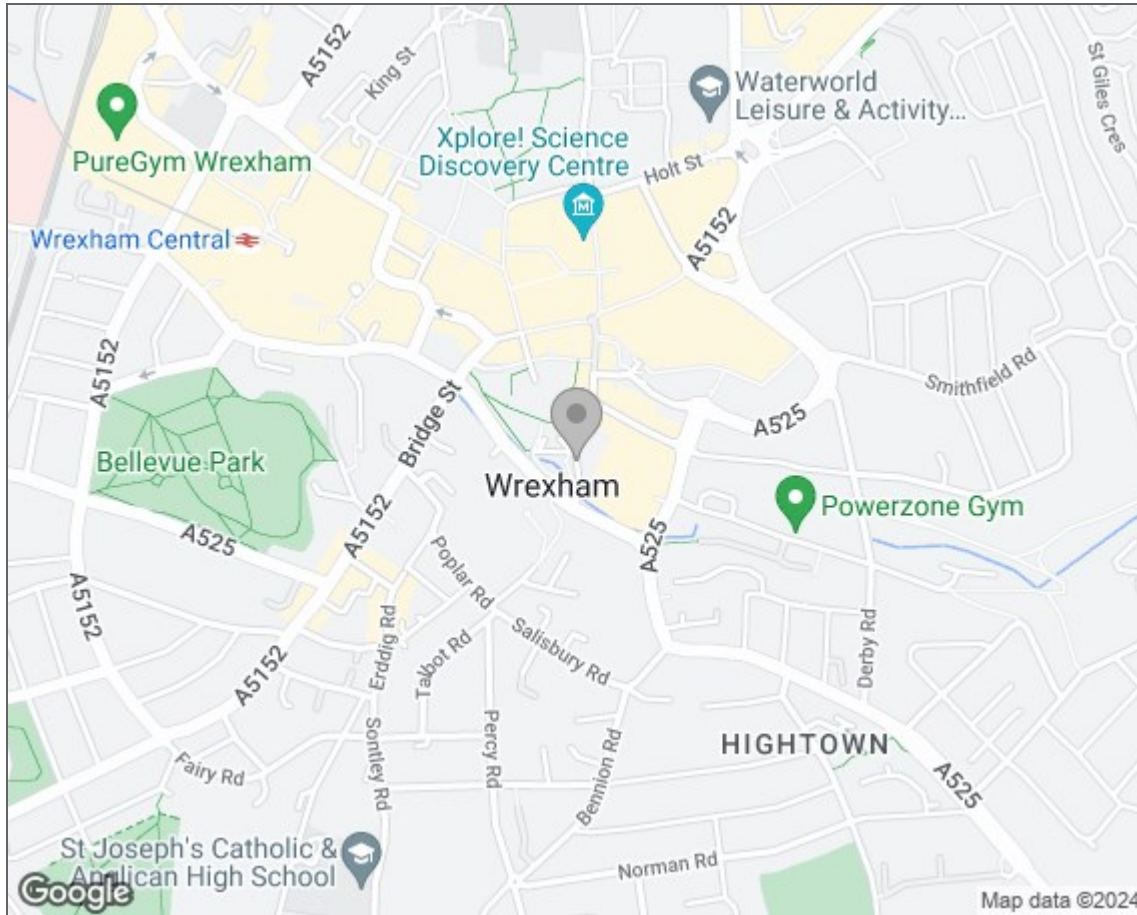 A5152
King St
St Giles Cres
Waterworld
Leisure & Activity...
PureGym Wrexham
Xplore! Science
Discovery Centre
Holt St
Wrexham Central
A5152
A5152
Smithfield Rd
A525
Bridge St
Bellevue Park
Wrexham
Powerzone Gym
A525
A5152
A525
A5152
Poplar Rd
Salisbury Rd
Derby Rd
Erddig Rd
Talbot Rd
A5152
Sontley Rd
Percy Rd
Bennion Rd
HIGHTOWN
Fairy Rd
A525
St Joseph's Catholic &
Anglican High School
Norman Rd
Google
Map data ©2024